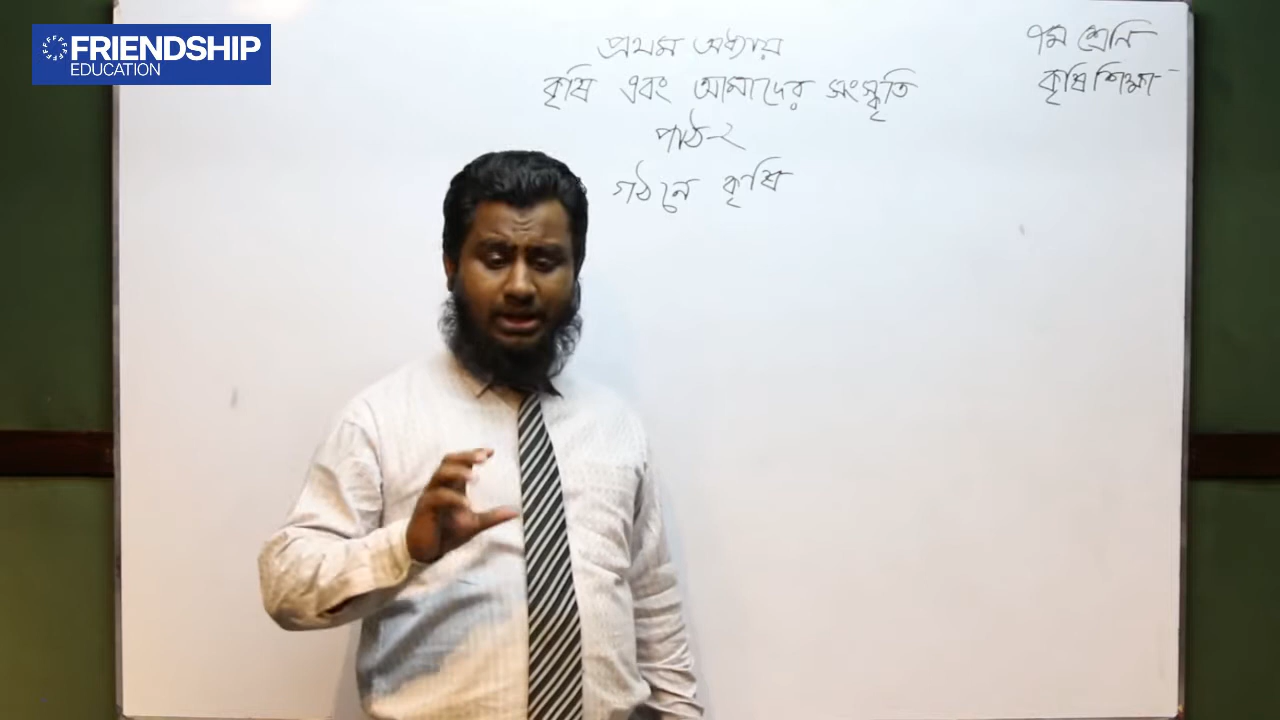 FRIENDSHIP
EDUCATION
প্রথম অধ্যায়
কৃষি এবং আমাদের সংস্কৃতি
পাঠ-২
গঠনে কৃষি
৭ম শ্রেনি
কৃষি শিক্ষা